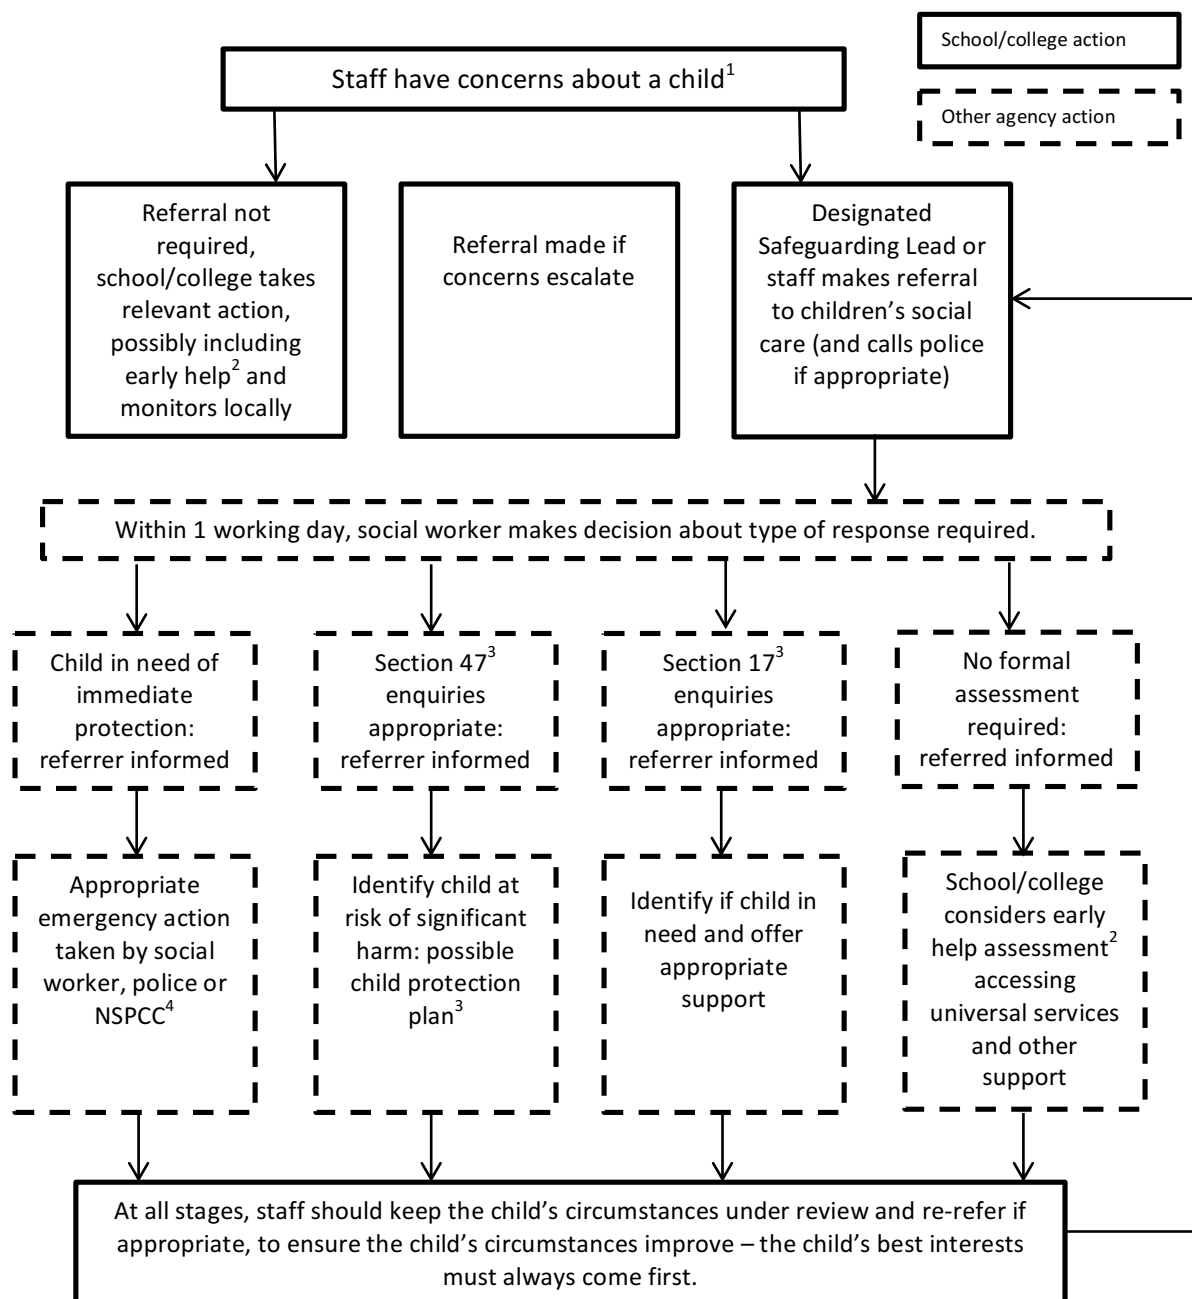 School/college action
Staff have concerns about a child1
Other agency action
Referral not
required,
school/college takes
relevant action,
possibly including
early help2 and
monitors locally
Referral made if
concerns escalate
Designated
Safeguarding Lead or
staff makes referral
to children’s social
care (and calls police
if appropriate)
Within 1 working day, social worker makes decision about type of response required.
Child in need of
immediate
protection:
referrer informed
Section 473
enquiries
appropriate:
referrer informed
Section 173
enquiries
appropriate:
referrer informed
No formal
assessment
required:
referred informed
Appropriate
emergency action
taken by social
worker, police or
NSPCC4
Identify child at
risk of significant
harm: possible
child protection
plan3
Identify if child in
need and offer
appropriate
support
School/college
considers early
help assessment2
accessing
universal services
and other
support
At all stages, staff should keep the child’s circumstances under review and re-refer if
appropriate, to ensure the child’s circumstances improve – the child’s best interests
must always come first.